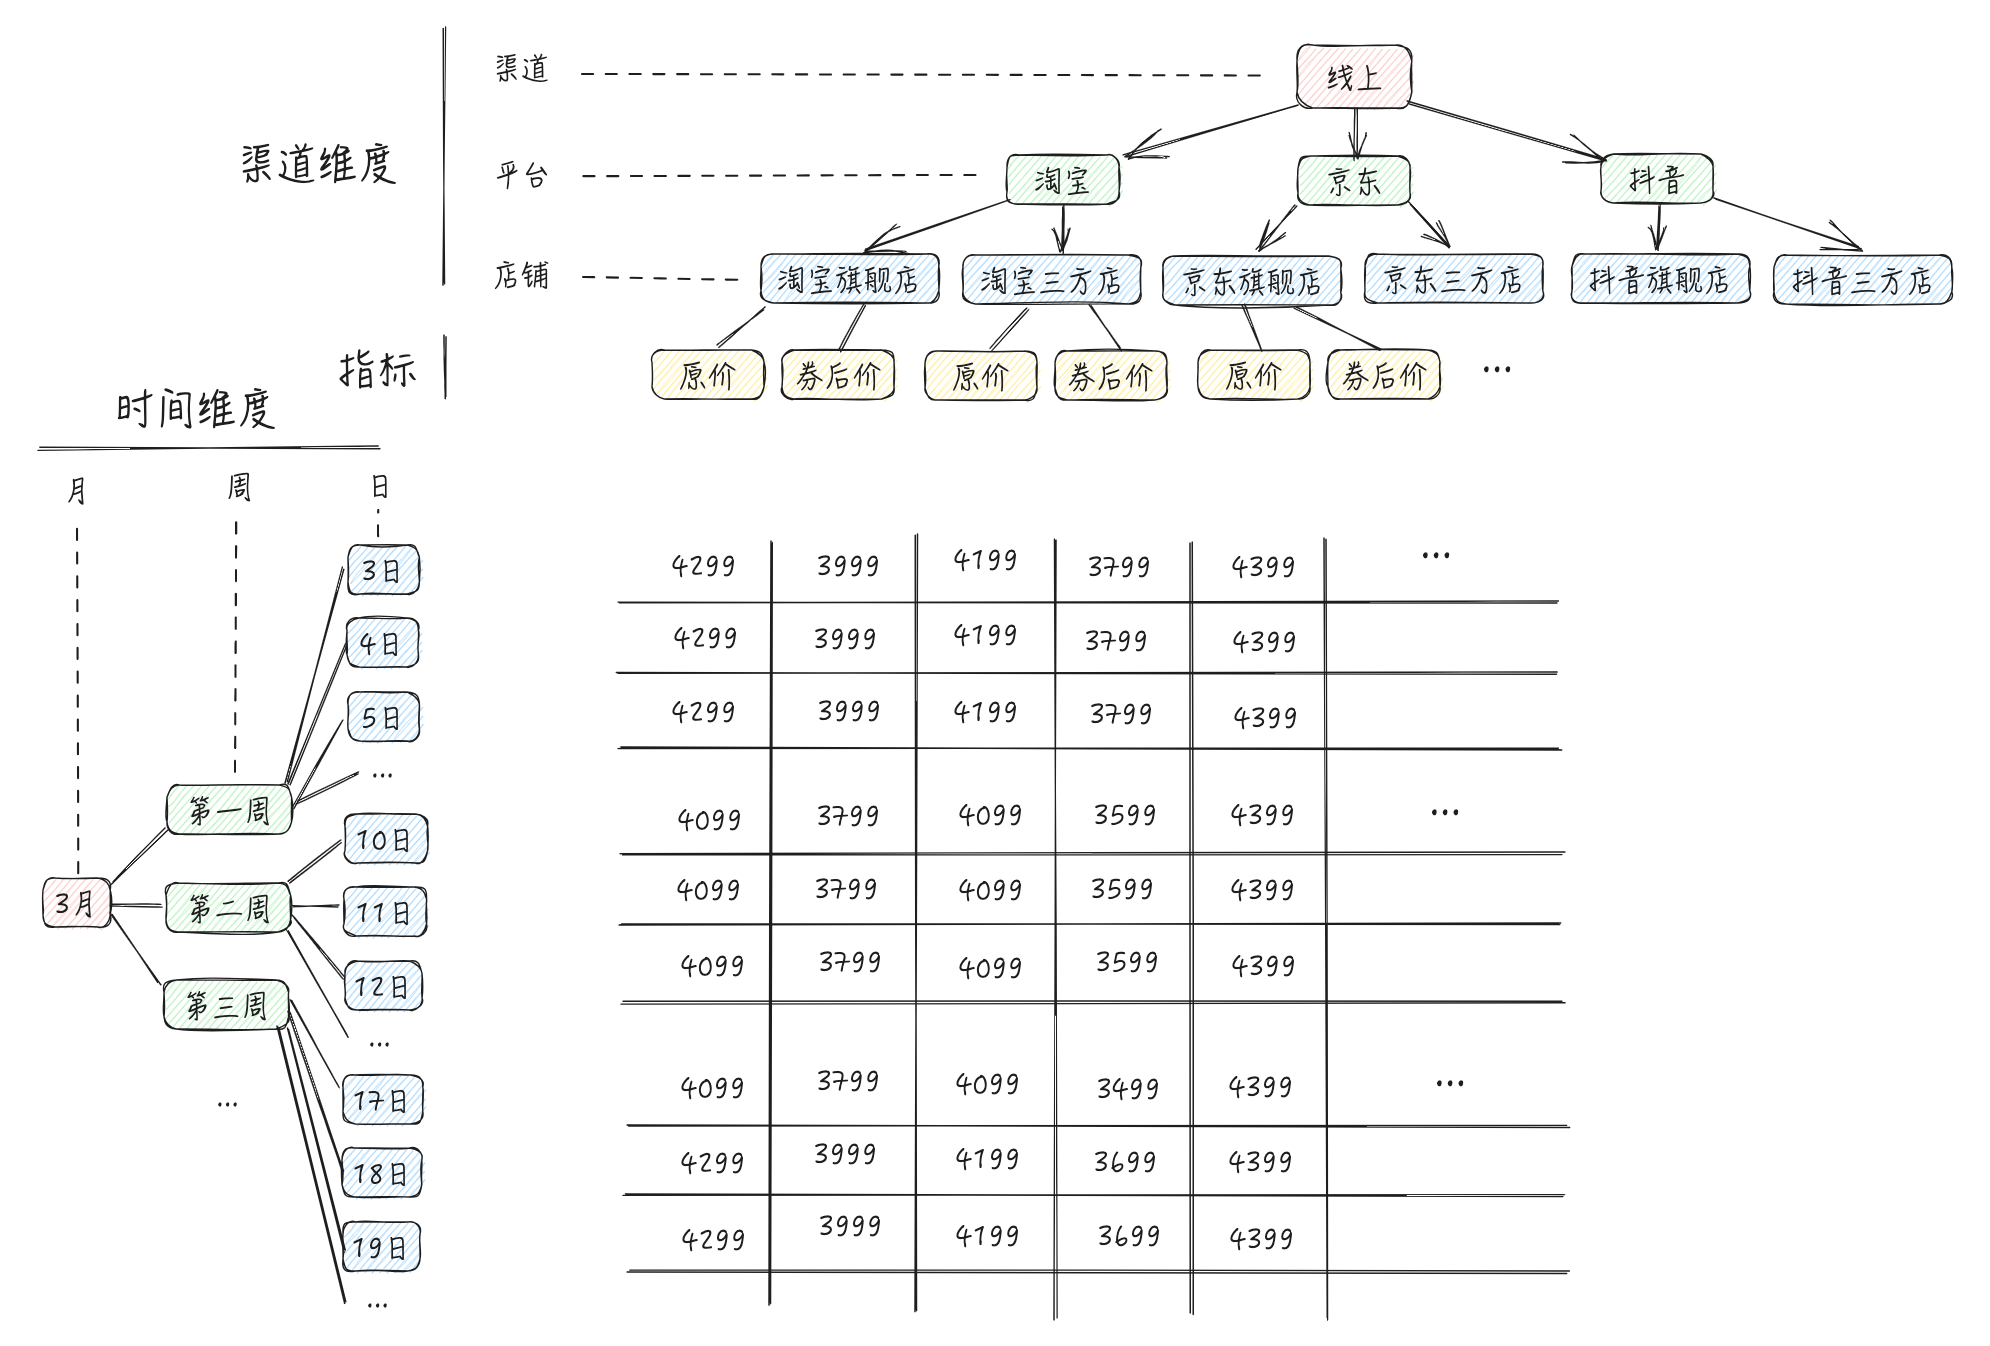 渠道 线上
渠道维度
平台 淘宝 京东 抖音
店铺 淘宝旗舰店 淘宝三方店 京东旗舰店 京东三方店 抖音旗舰店 抖音三方店
指标 原价 券后价 原价 券后价 原价 券后价 ...
时间维度
月 周 日
3日 4299 3999 4199 3799 4399 ...
4日 4299 3999 4199 3799 4399
5日 4299 3999 4199 3799 4399
...
第一周
10日 4099 3799 4099 3599 4399 ...
3月 第二周 11日 4099 3799 4099 3599 4399
12日 4099 3799 4099 3599 4399
第三周
...
17日 4099 3799 4099 3499 4399 ...
...
18日 4299 3999 4199 3699 4399
19日 4299 3999 4199 3699 4399
...